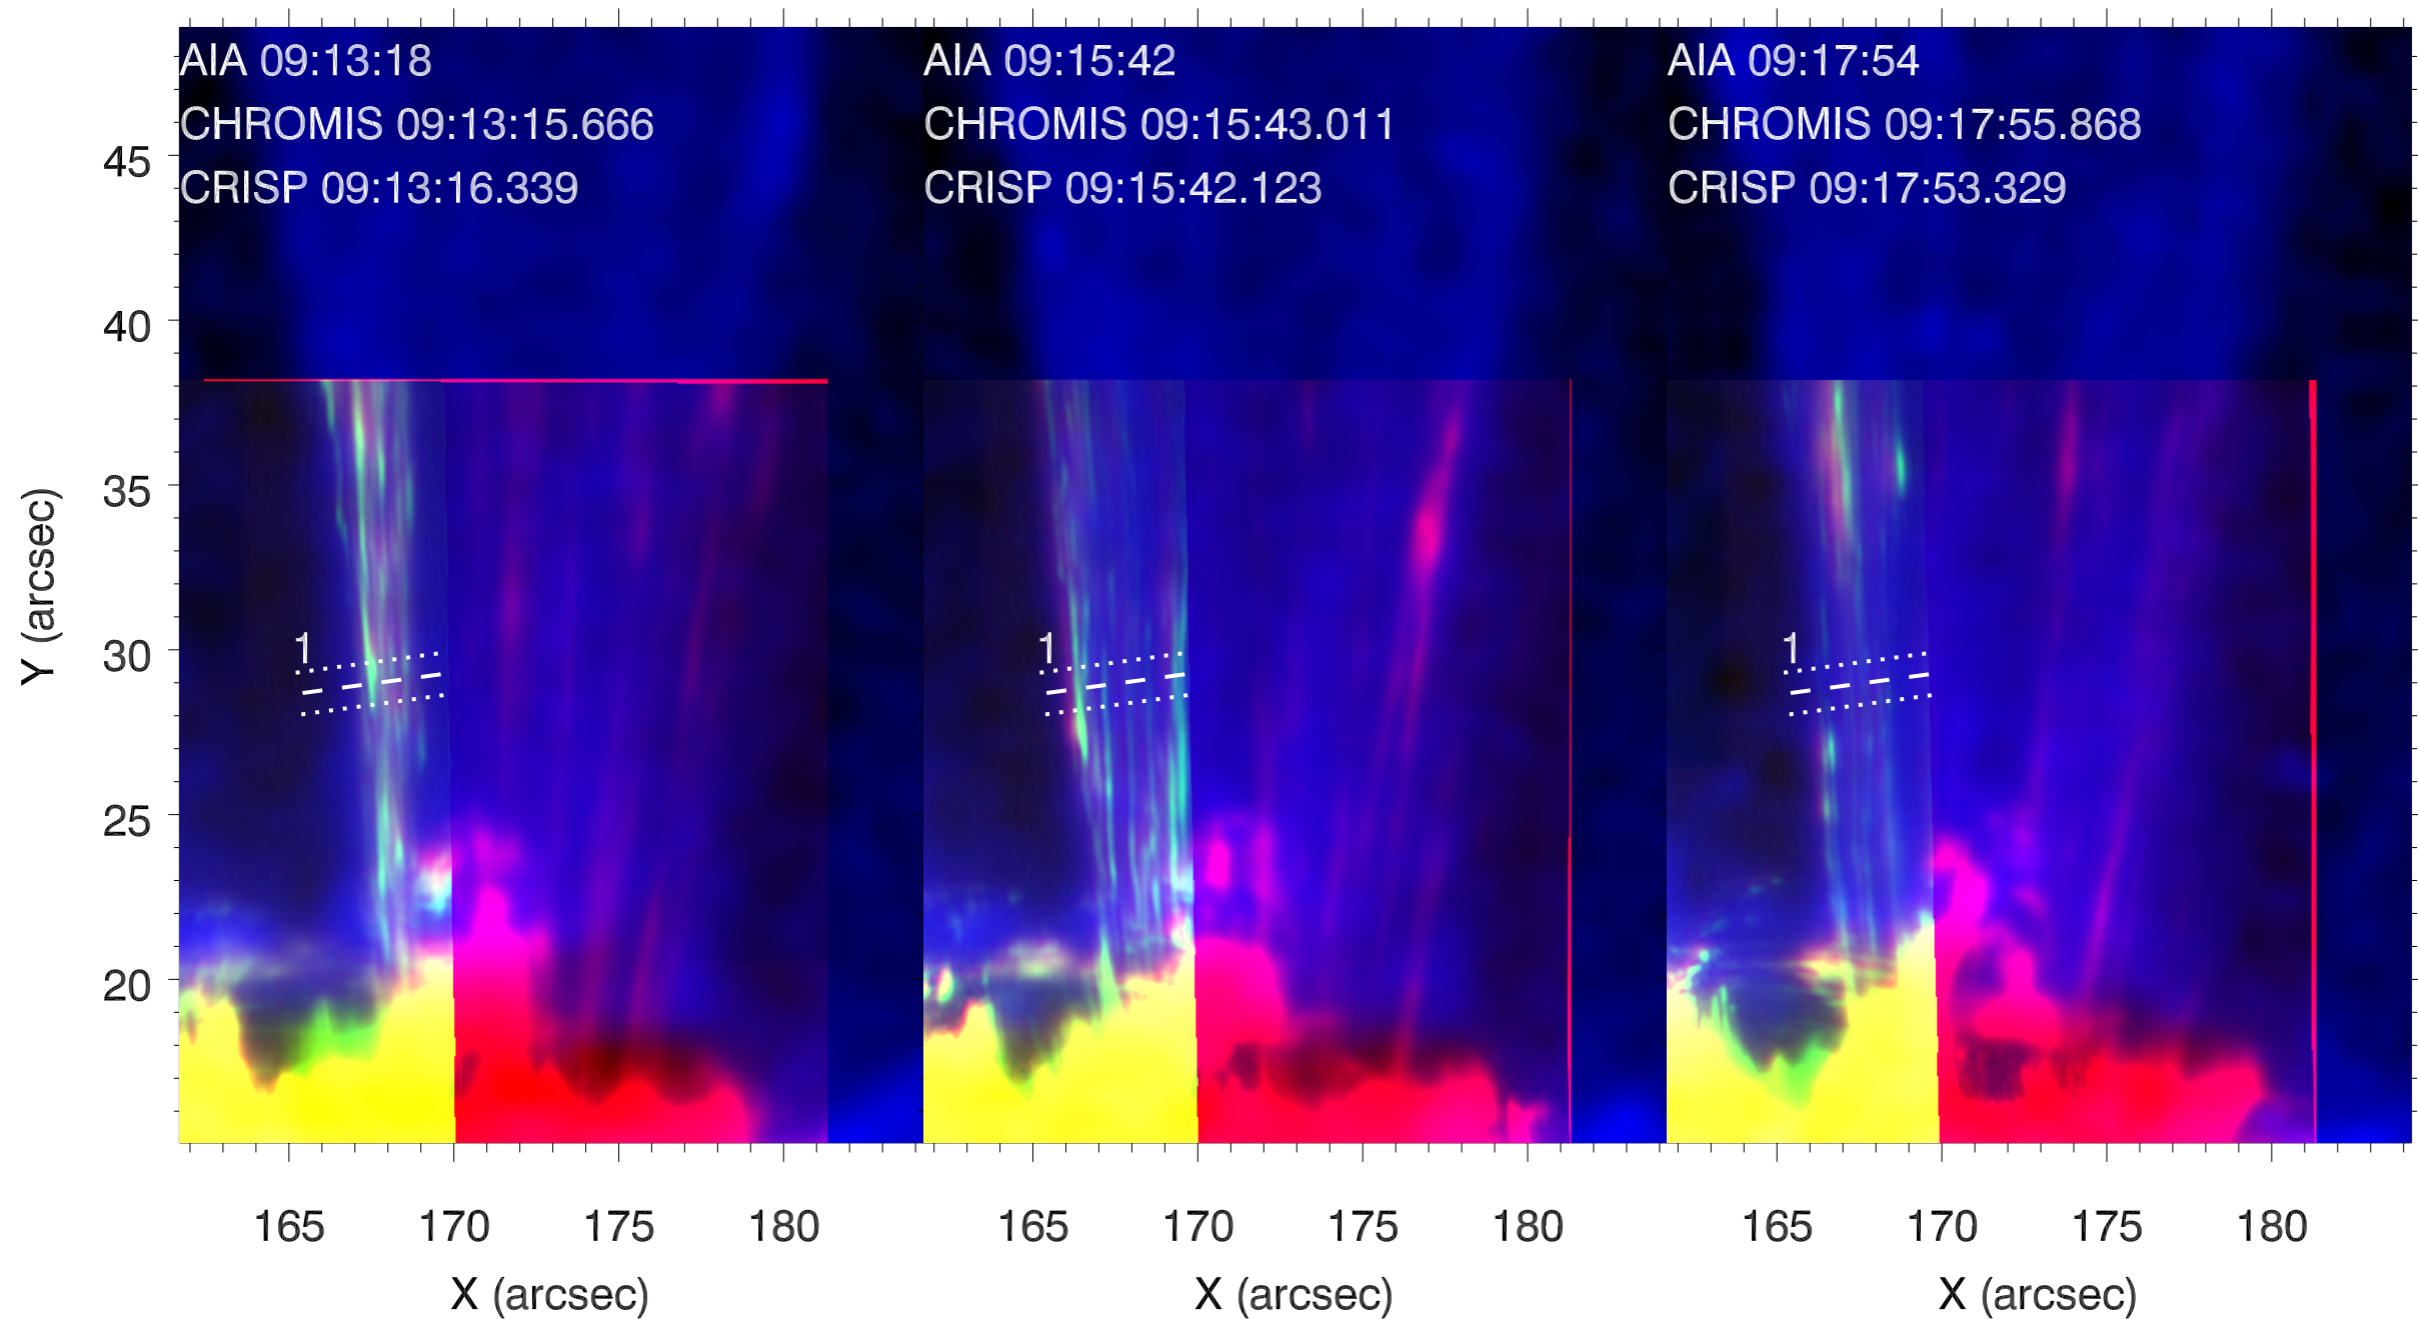 AIA 09:13:18
CHROMIS 09:13:15.666
CRISP 09:13:16.339
AIA 09:15:42
CHROMIS 09:15:43.011
CRISP 09:15:42.123
AIA 09:17:54
CHROMIS 09:17:55.868
CRISP 09:17:53.329
45
40
35
30
25
20
Y (arcsec)
1
1
1
165 170 175 180
165 170 175 180
165 170 175 180
X (arcsec)
X (arcsec)
X (arcsec)